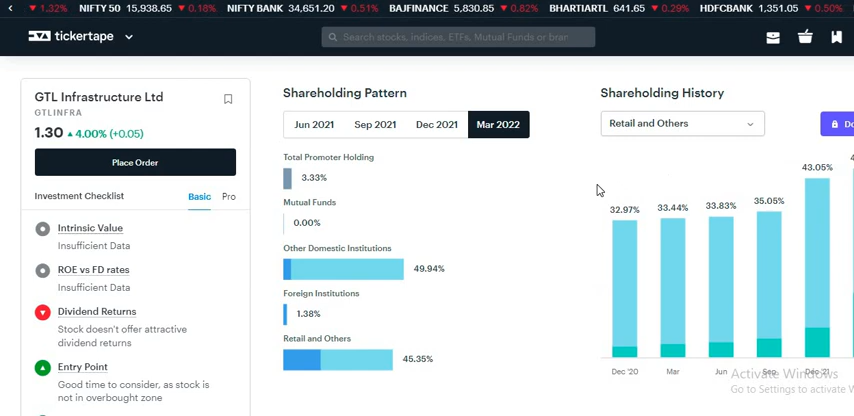 1.32% NIFTY 50 15,938.65 0.18% NIFTY BANK 34,651.20 0.51% BAJFINANCE 5,830.85 0.82% BHARTIARTL 641.65 0.29% HDFCBANK 1,351.05 0.50%
tickertape
Search stocks, indices, ETFs, Mutual Funds or bran
GTL Infrastructure Ltd
GTLINFRA
1.30 4.00% (+0.05)
Place Order
Investment Checklist Basic Pro
Intrinsic Value
Insufficient Data
ROE vs FD rates
Insufficient Data
Dividend Returns
Stock doesn't offer attractive
dividend returns
Entry Point
Good time to consider, as stock is
not in overbought zone
Shareholding Pattern
Jun 2021 Sep 2021 Dec 2021 Mar 2022
Total Promoter Holding
3.33%
Mutual Funds
0.00%
Other Domestic Institutions
49.94%
Foreign Institutions
1.38%
Retail and Others
45.35%
Shareholding History
Retail and Others
32.97% 33.44% 33.83% 35.05% 43.05%
Dec '20 Mar Jun Sep Dec '21
Activate Windows
Go to Settings to activate W